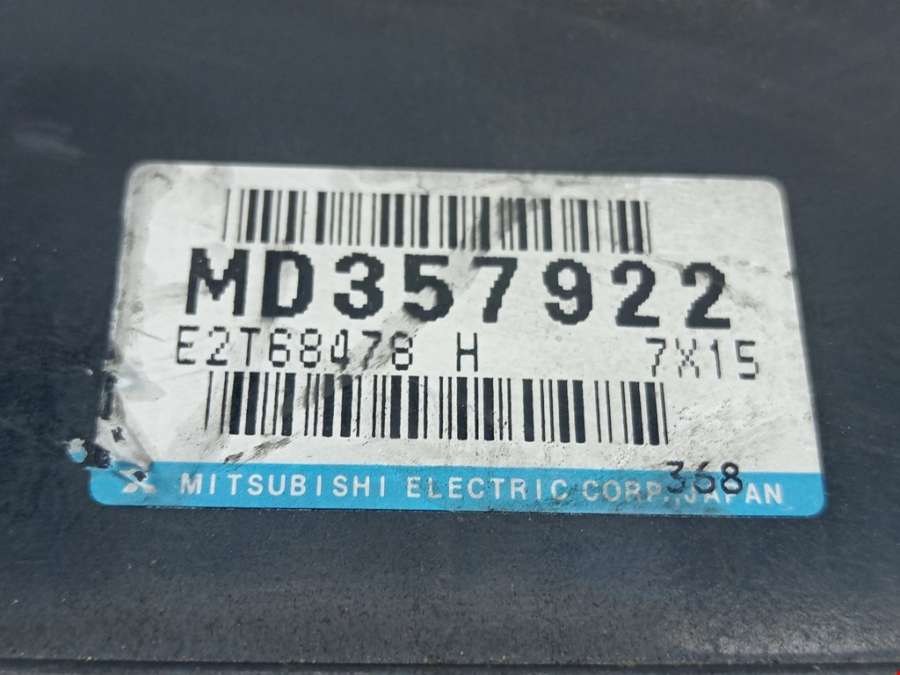 MD357922
E2T68478 H 7X15
368
MITSUBISHI ELECTRIC CORP. JAPAN